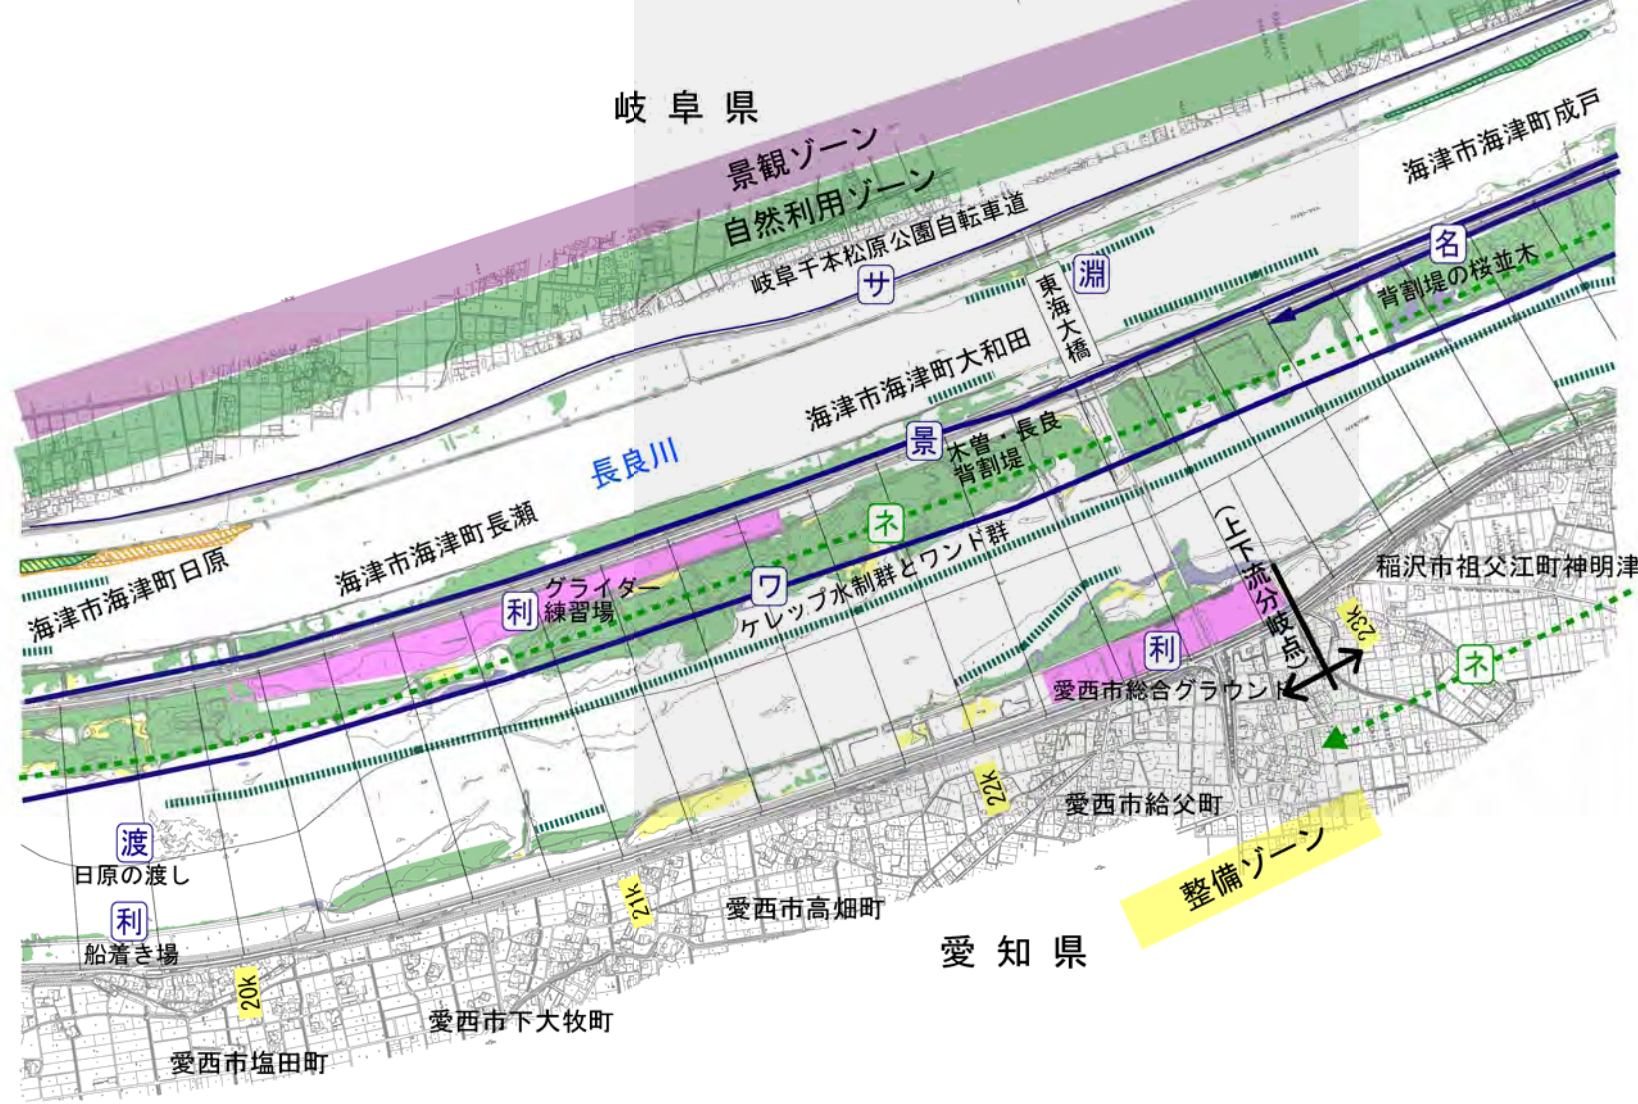 岐阜県
景観ゾーン
自然利用ゾーン
岐阜千本松原公園自転車道
サ
海津市海津町成戸
名
背割堤の桜並木
淵
東海大橋
海津市海津町大和田
景
木曽・長良
背割堤
長良川
ネ
海津市海津町長瀬
海津市海津町日原
グライダー
練習場
利
ワ
ケレップ水制群とワンド群
(上下流分岐点)
稲沢市祖父江町神明津
23k
ネ
利
愛西市総合グラウンド
22k
愛西市給父町
整備ゾーン
渡
日原の渡し
利
船着き場
21k
愛西市高畑町
愛知県
20k
愛西市下大牧町
愛西市塩田町